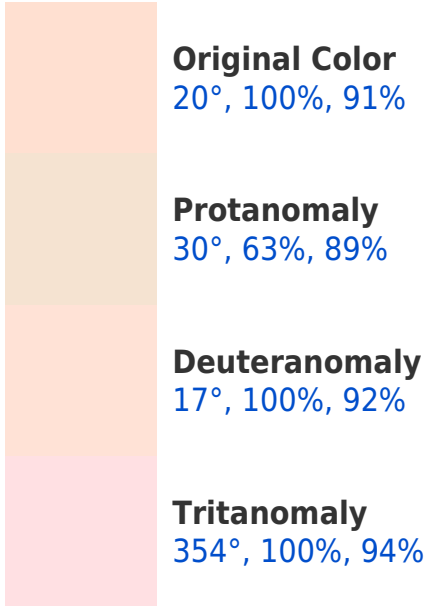 Original Color
20°, 100%, 91%
Protanomaly
30°, 63%, 89%
Deuteranomaly
17°, 100%, 92%
Tritanomaly
354°, 100%, 94%